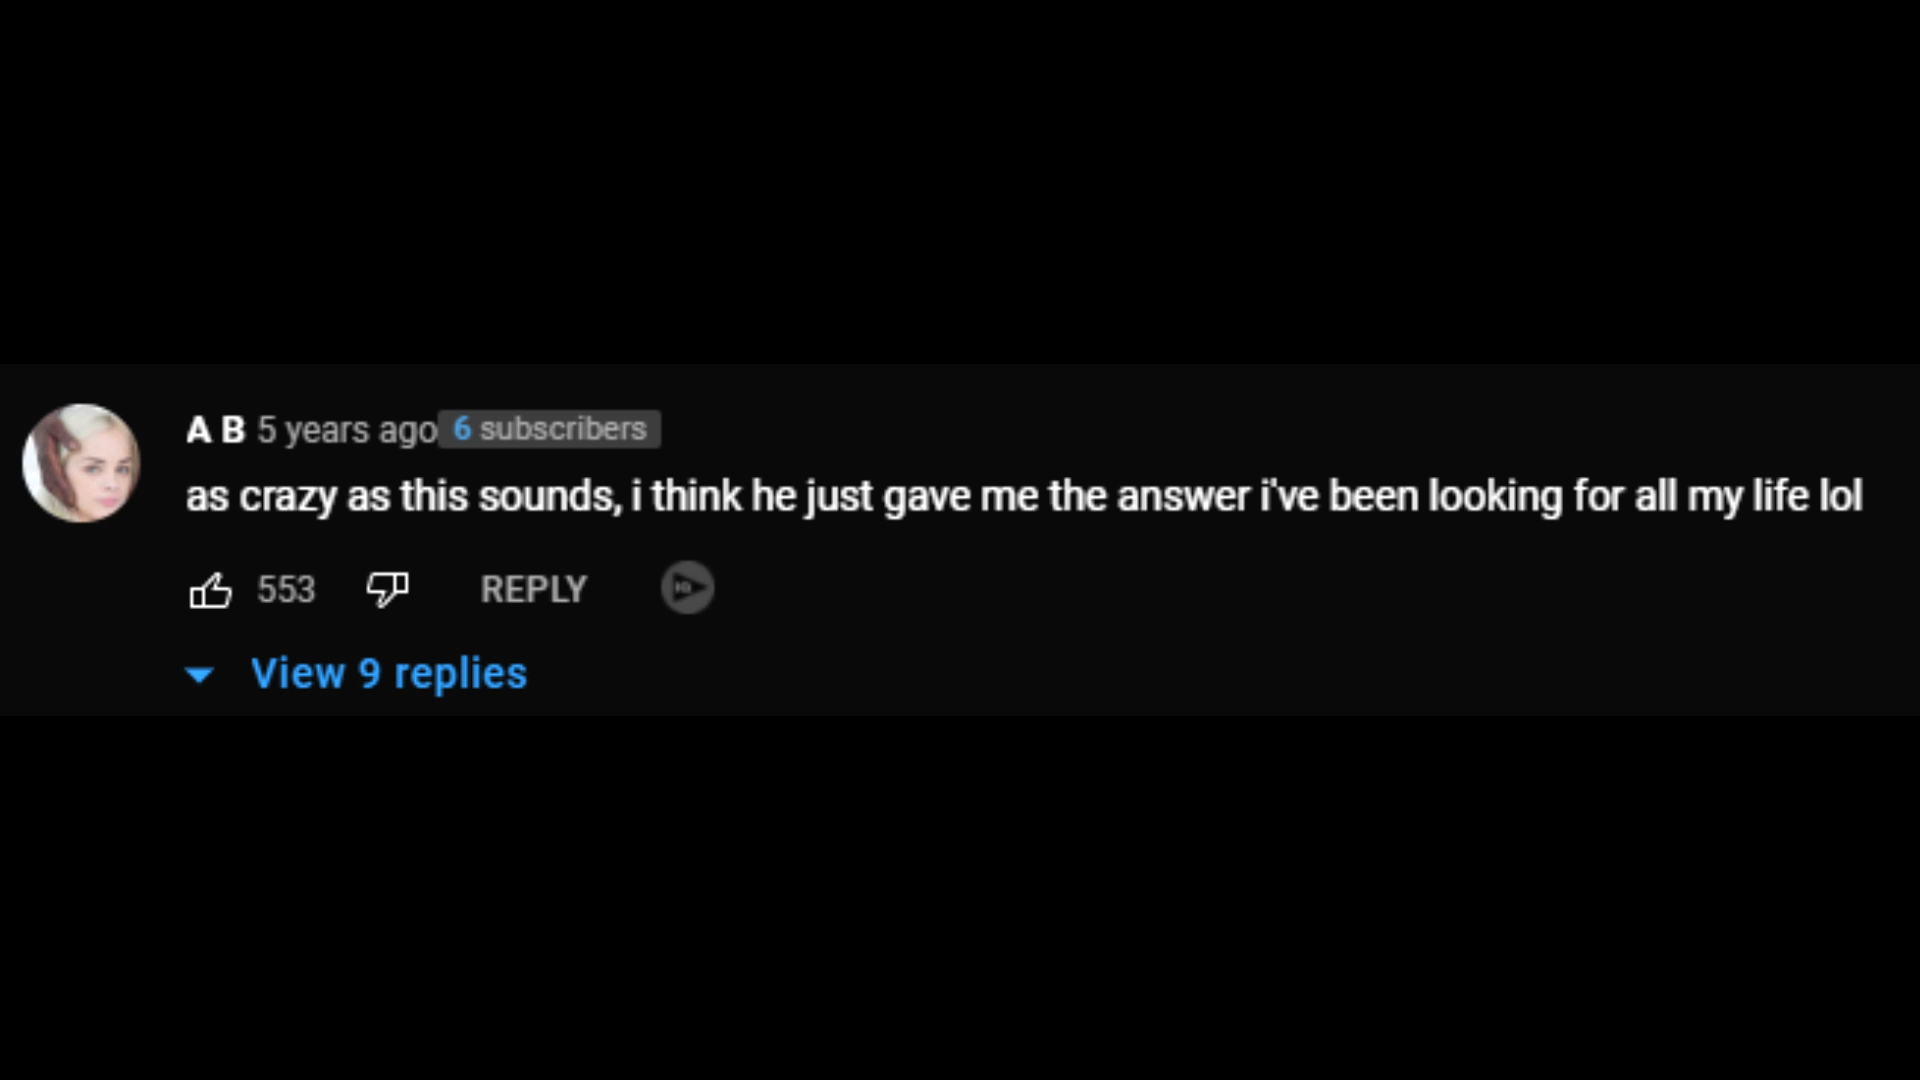 A B 5 years ago 6 subscribers
as crazy as this sounds, i think he just gave me the answer i've been looking for all my life lol
553 REPLY
View 9 replies